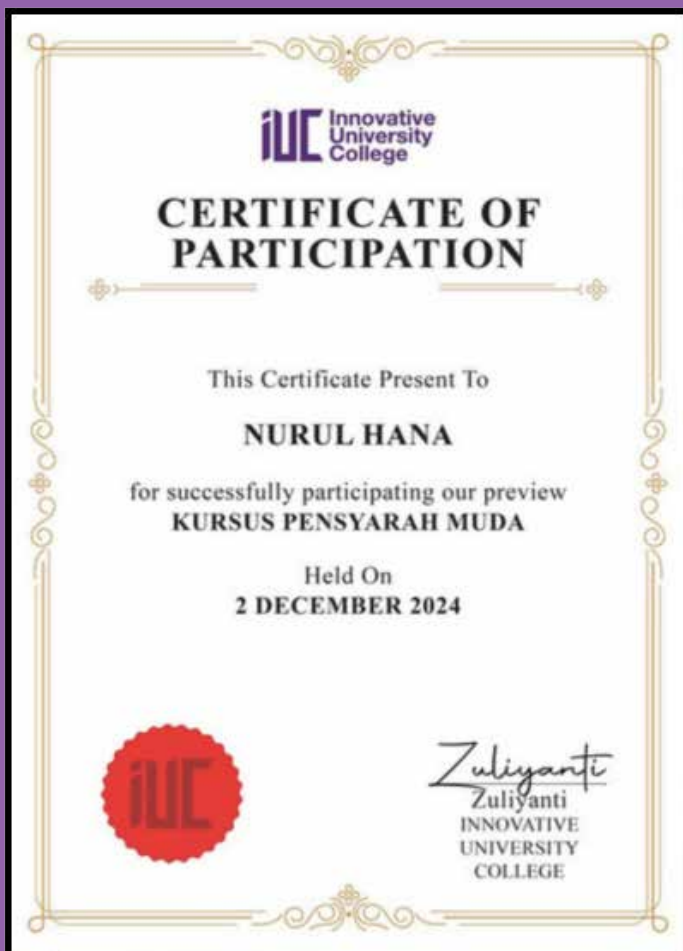 iUC Innovative
University
College
CERTIFICATE OF
PARTICIPATION
This Certificate Present To
NURUL HANA
for successfully participating our preview
KURSUS PENSYARAH MUDA
Held On
2 DECEMBER 2024
iUC
Zuliyanti
Zuliyanti
INNOVATIVE
UNIVERSITY
COLLEGE